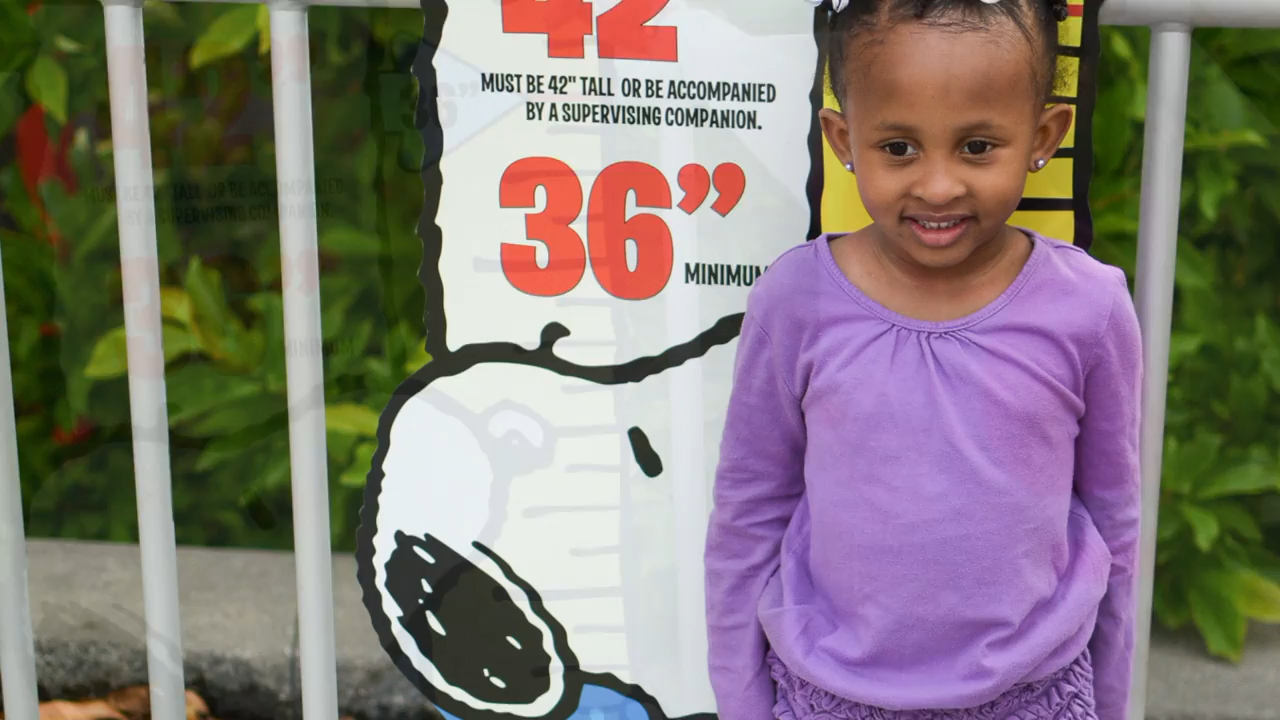 42
MUST BE 42" TALL OR BE ACCOMPANIED
BY A SUPERVISING COMPANION.
36”
MINIMUM